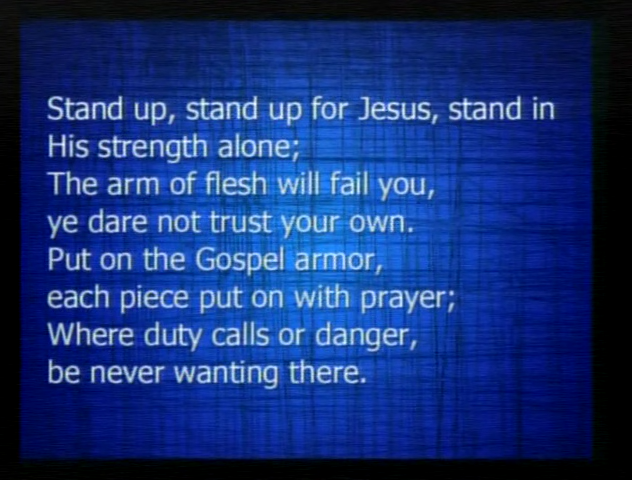 Stand up, stand up for Jesus, stand in
His strength alone;
The arm of flesh will fail you,
ye dare not trust your own.
Put on the Gospel armor,
each piece put on with prayer;
Where duty calls or danger,
be never wanting there.